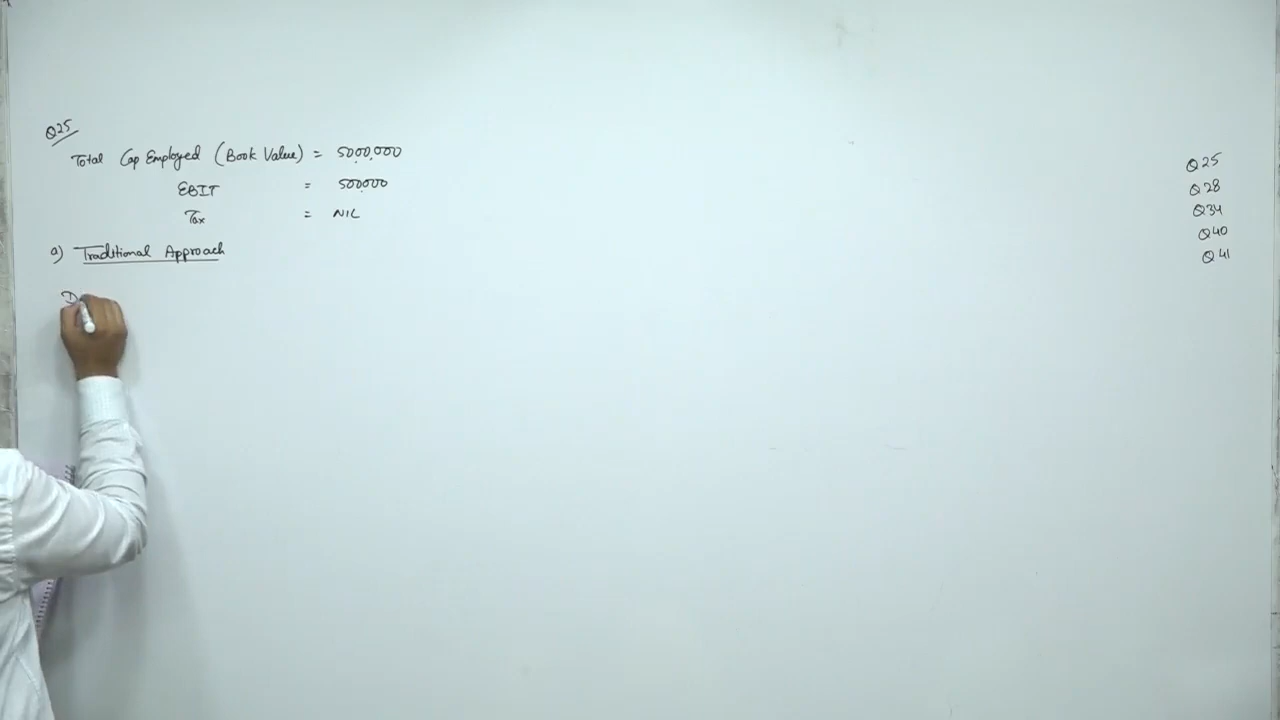 Q25
Total Cap Employed (Book Value) = 5000,000
EBIT = 500000
Tax = NIL
a) Traditional Approach
D
Q25
Q28
Q34
Q40
Q41